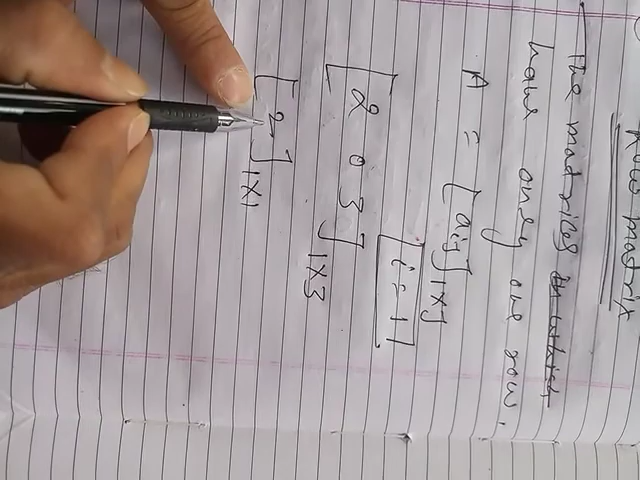 Row matrix
The matrices in which
have oney one row.
A = [aij]1×j
[i=1]
[2 0 3]1×3
[2]1×1